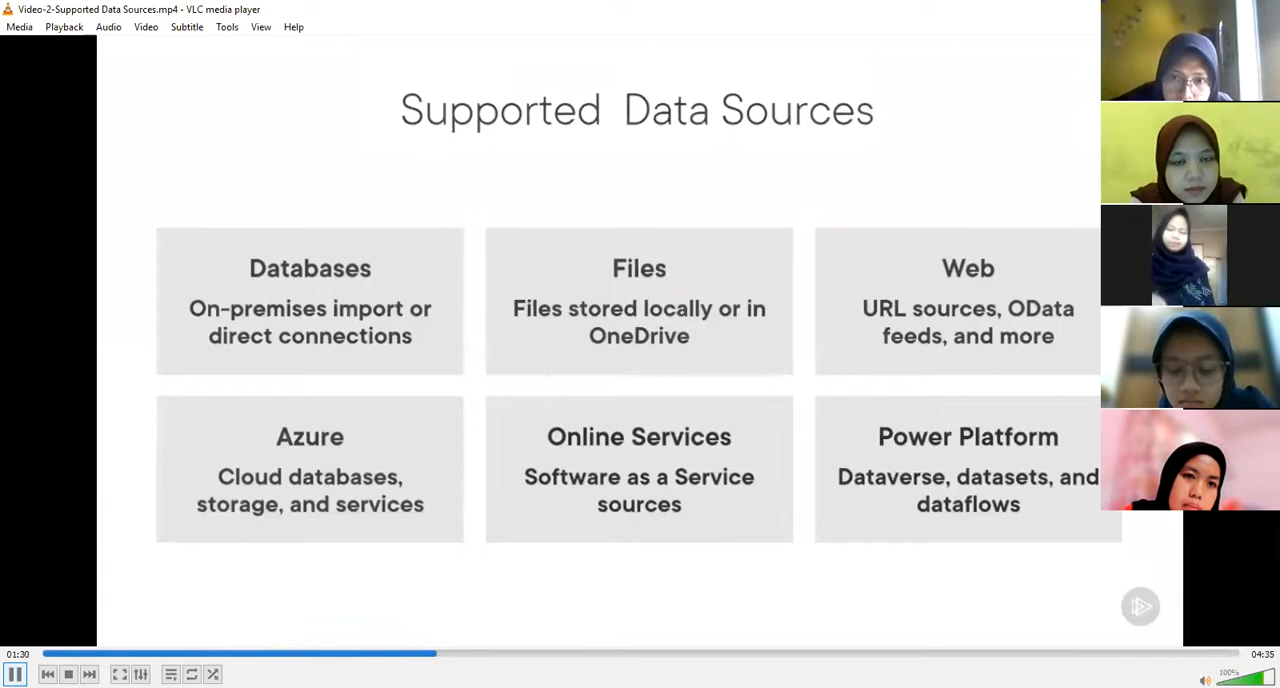 Video-2-Supported Data Sources.mp4 - VLC media player
Media Playback Audio Video Subtitle Tools View Help
Supported Data Sources
Databases
On-premises import or
direct connections
Files
Files stored locally or in
OneDrive
Web
URL sources, OData
feeds, and more
Azure
Cloud databases,
storage, and services
Online Services
Software as a Service
sources
Power Platform
Dataverse, datasets, and
dataflows
01:30
04:35
100%